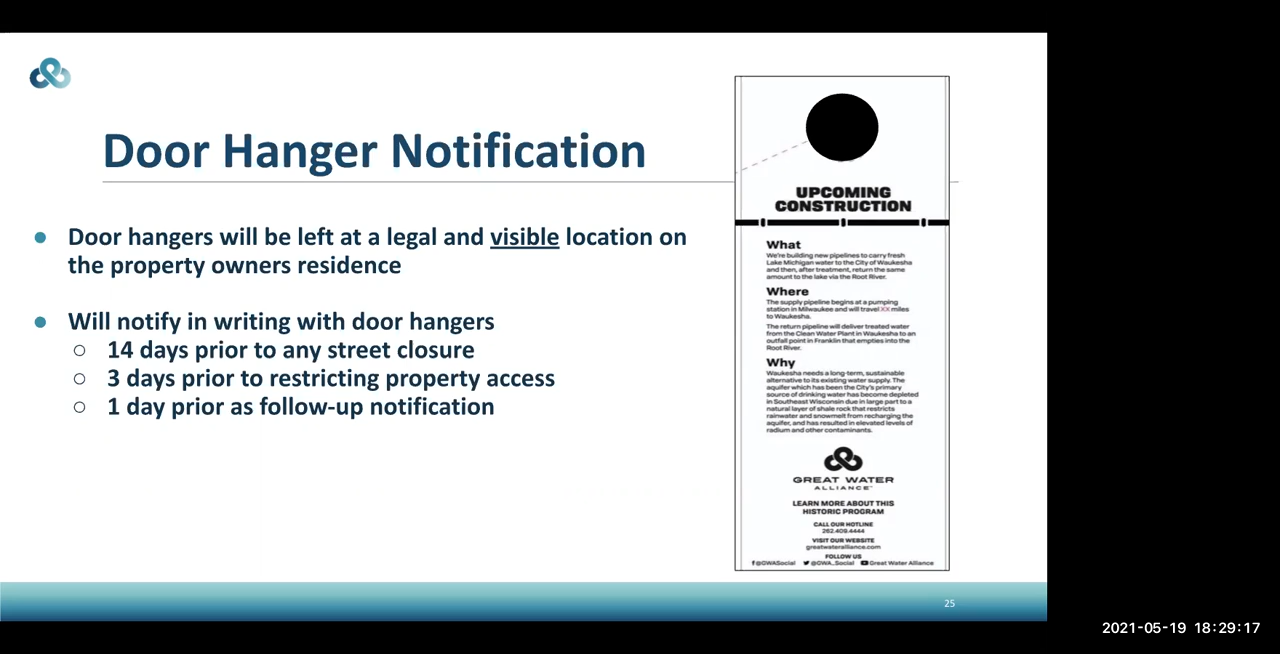 Door Hanger Notification
● Door hangers will be left at a legal and visible location on
the property owners residence
● Will notify in writing with door hangers
○ 14 days prior to any street closure
○ 3 days prior to restricting property access
○ 1 day prior as follow-up notification
UPCOMING
CONSTRUCTION
What
We're building new pipelines to carry fresh
Lake Michigan water to the City of Waukesha
and then, after treatment, return the same
amount to the lake via the Root River.
Where
The supply pipeline begins at a pumping
station in Milwaukee and will travel XX miles
to Waukesha.
The return pipeline will deliver treated water
from the Clean Water Plant in Waukesha to an
outfall point in Franklin that empties into the
Root River.
Why
Waukesha needs a long-term, sustainable
alternative to its existing water supply. The
aquifer which has been the City's primary
source of drinking water has become depleted
in Southeast Wisconsin due in large part to a
natural layer of shale rock that restricts
rainwater and snowmelt from recharging the
aquifer, and has resulted in elevated levels of
radium and other contaminants.
GREAT WATER
ALLIANCE
LEARN MORE ABOUT THIS
HISTORIC PROGRAM
CALL OUR HOTLINE
262.409.4444
VISIT OUR WEBSITE
greatwateralliance.com
FOLLOW US
@GWASocial @GWA_Social Great Water Alliance
25
2021-05-19 18:29:17